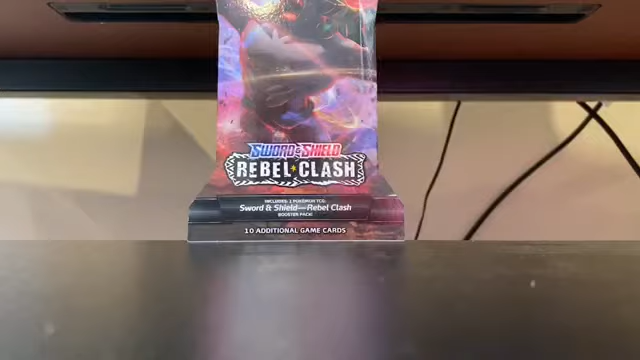 SWORD & SHIELD
REBEL CLASH
INCLUDES: 1 POKÉMON TCG:
Sword & Shield—Rebel Clash
BOOSTER PACK!
10 ADDITIONAL GAME CARDS